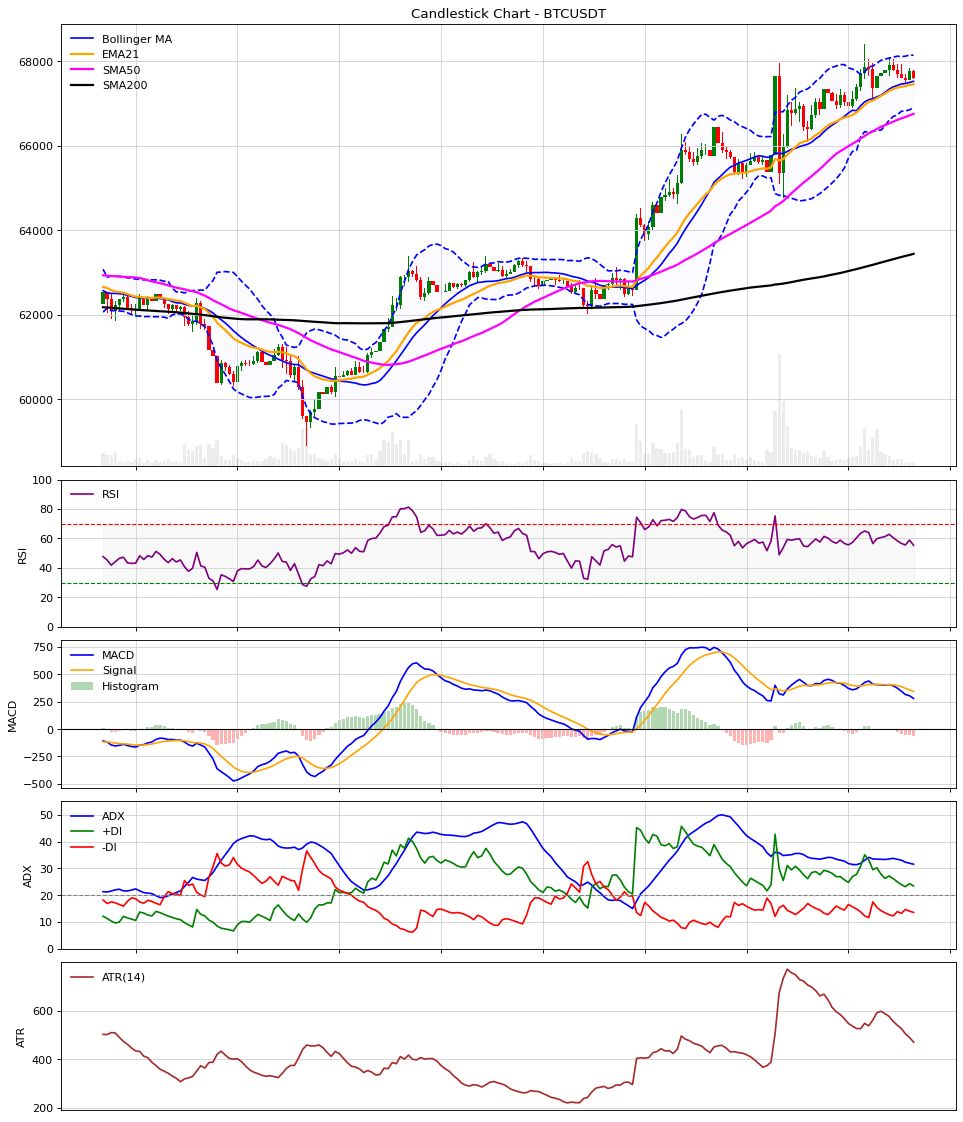 Candlestick Chart - BTCUSDT
Bollinger MA
EMA21
SMA50
SMA200
68000
66000
64000
62000
60000
RSI
100
80
60
40
20
0
RSI
MACD
Signal
Histogram
750
500
250
0
−250
−500
MACD
ADX
+DI
-DI
50
40
30
20
10
0
ADX
ATR(14)
600
400
200
ATR